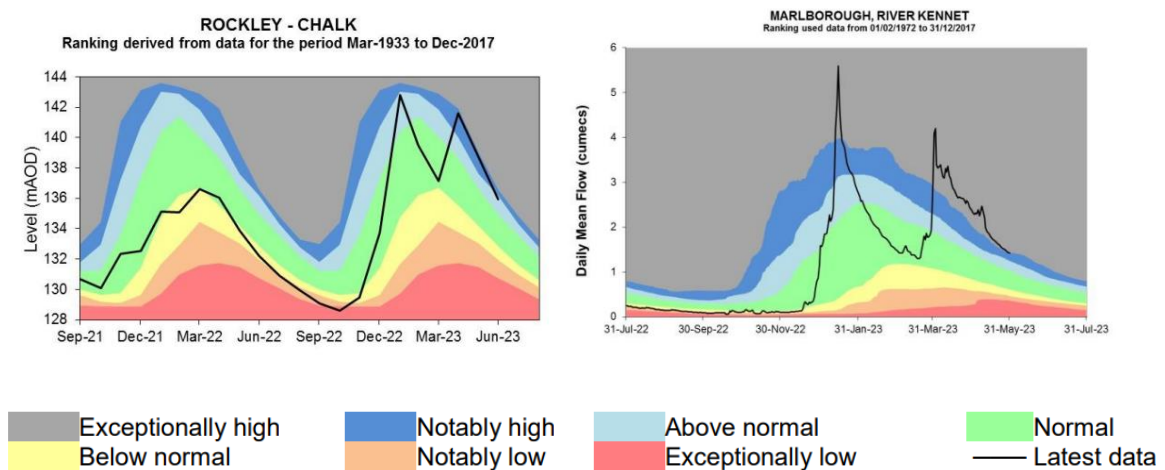 ROCKLEY - CHALK
Ranking derived from data for the period Mar-1933 to Dec-2017
Level (mAOD)
144
142
140
138
136
134
132
130
128
Sep-21 Dec-21 Mar-22 Jun-22 Sep-22 Dec-22 Mar-23 Jun-23
MARLBOROUGH, RIVER KENNET
Ranking used data from 01/02/1972 to 31/12/2017
Daily Mean Flow (cumecs)
6
5
4
3
2
1
0
31-Jul-22 30-Sep-22 30-Nov-22 31-Jan-23 31-Mar-23 31-May-23 31-Jul-23
Exceptionally high Notably high Above normal Normal
Below normal Notably low Exceptionally low Latest data